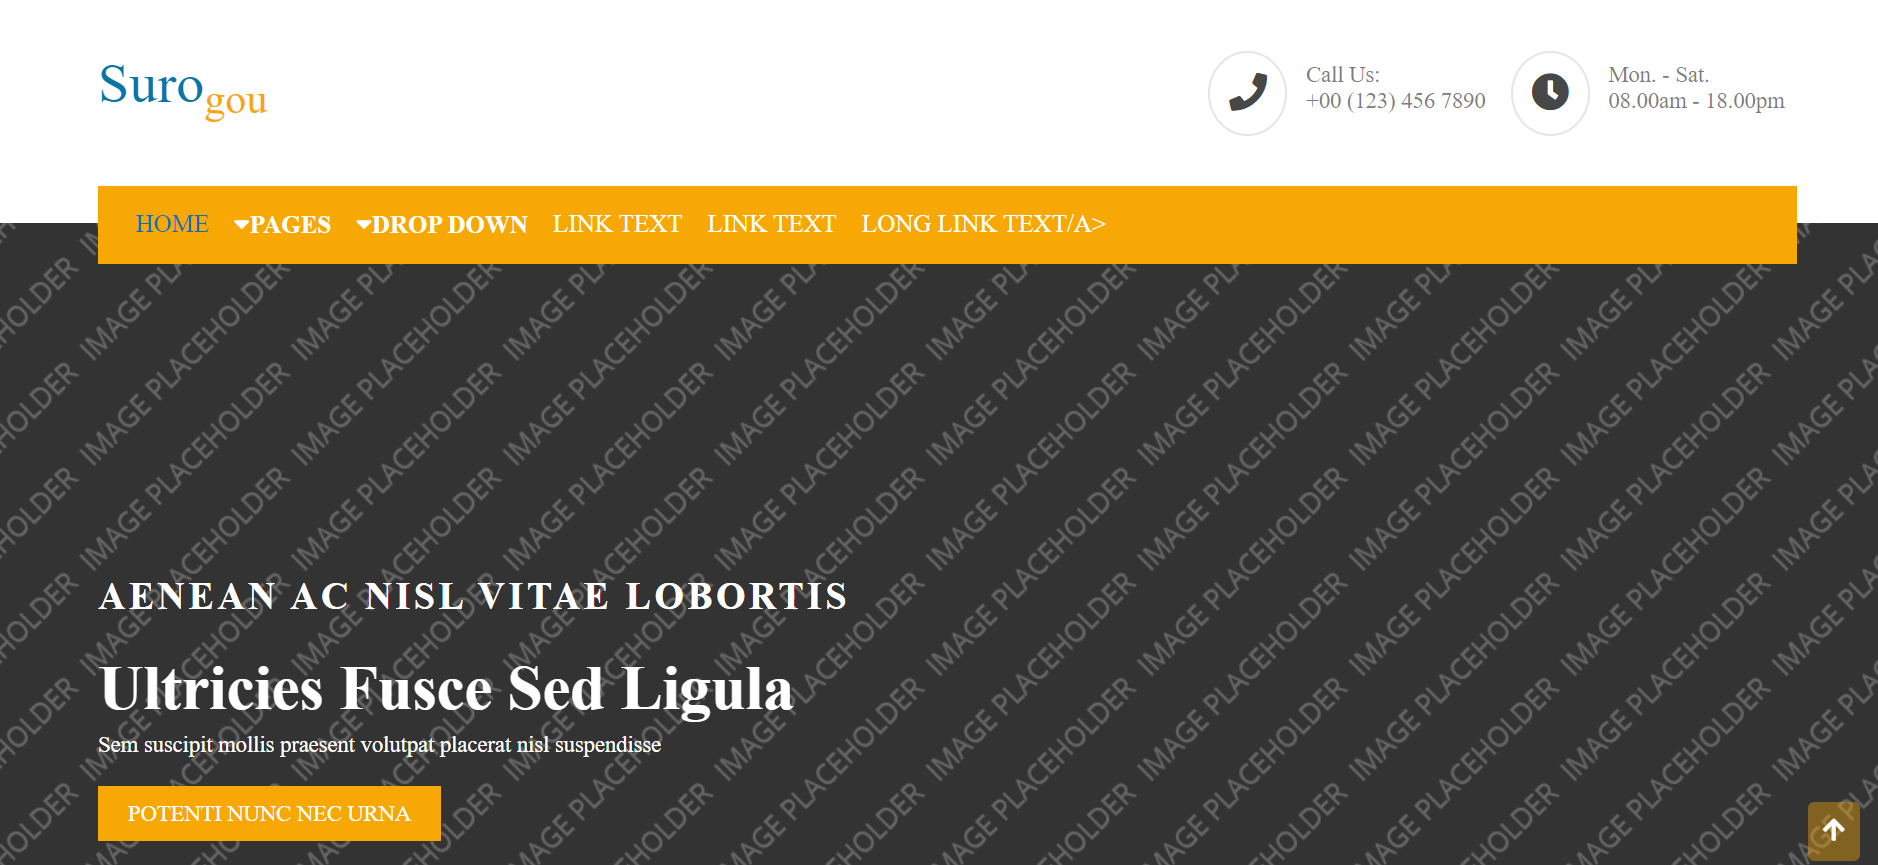 Surogou
Call Us:
+00 (123) 456 7890
Mon. - Sat.
08.00am - 18.00pm
HOME PAGES DROP DOWN LINK TEXT LINK TEXT LONG LINK TEXT/A>
IMAGE PLACEHOLDER
AENEAN AC NISL VITAE LOBORTIS
Ultricies Fusce Sed Ligula
Sem suscipit mollis praesent volutpat placerat nisl suspendisse
POTENTI NUNC NEC URNA